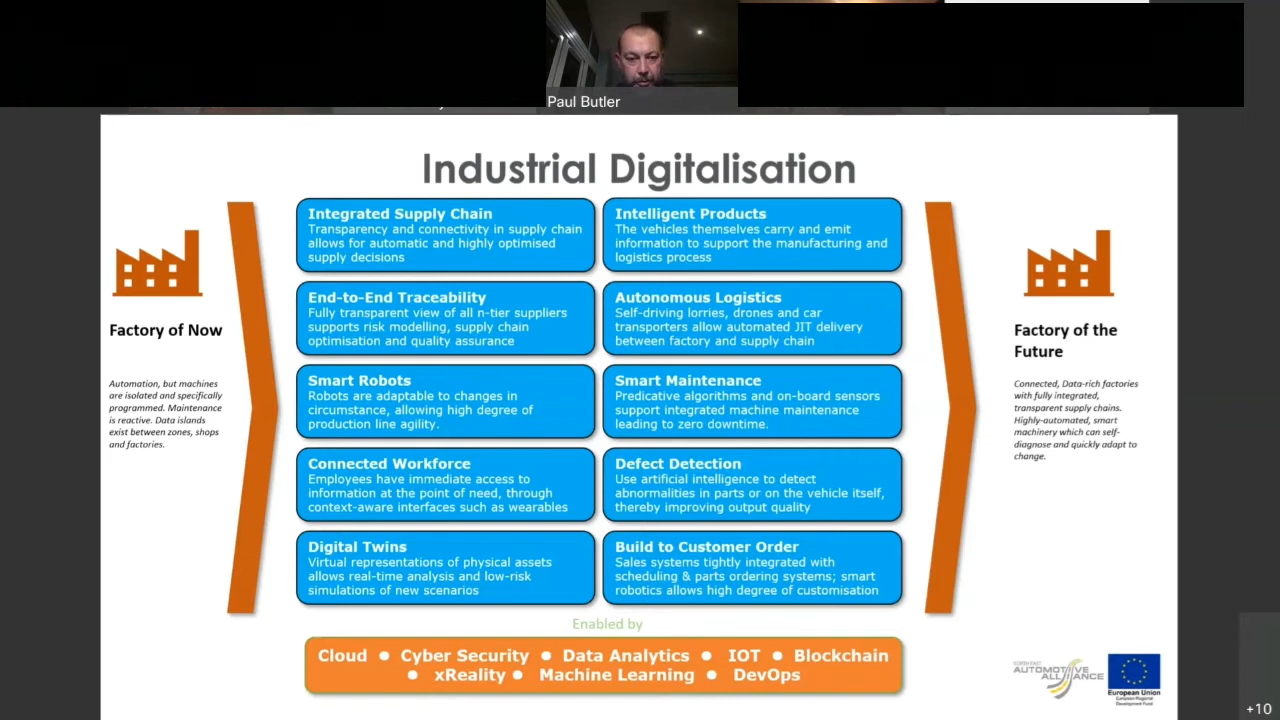 Paul Butler
Industrial Digitalisation
Factory of Now
Automation, but machines
are isolated and specifically
programmed. Maintenance
is reactive. Data islands
exist between zones, shops
and factories.
Integrated Supply Chain
Transparency and connectivity in supply chain
allows for automatic and highly optimised
supply decisions
Intelligent Products
The vehicles themselves carry and emit
information to support the manufacturing and
logistics process
End-to-End Traceability
Fully transparent view of all n-tier suppliers
supports risk modelling, supply chain
optimisation and quality assurance
Autonomous Logistics
Self-driving lorries, drones and car
transporters allow automated JIT delivery
between factory and supply chain
Smart Robots
Robots are adaptable to changes in
circumstance, allowing high degree of
production line agility.
Smart Maintenance
Predicative algorithms and on-board sensors
support integrated machine maintenance
leading to zero downtime.
Connected Workforce
Employees have immediate access to
information at the point of need, through
context-aware interfaces such as wearables
Defect Detection
Use artificial intelligence to detect
abnormalities in parts or on the vehicle itself,
thereby improving output quality
Digital Twins
Virtual representations of physical assets
allows real-time analysis and low-risk
simulations of new scenarios
Build to Customer Order
Sales systems tightly integrated with
scheduling & parts ordering systems; smart
robotics allows high degree of customisation
Factory of the
Future
Connected, Data-rich factories
with fully integrated,
transparent supply chains.
Highly-automated, smart
machinery which can self-
diagnose and quickly adapt to
change.
Enabled by
Cloud ● Cyber Security ● Data Analytics ● IOT ● Blockchain
● xReality ● Machine Learning ● DevOps
NORTH EAST
AUTOMOTIVE
ALLIANCE
European Union
European Regional
Development Fund
+10